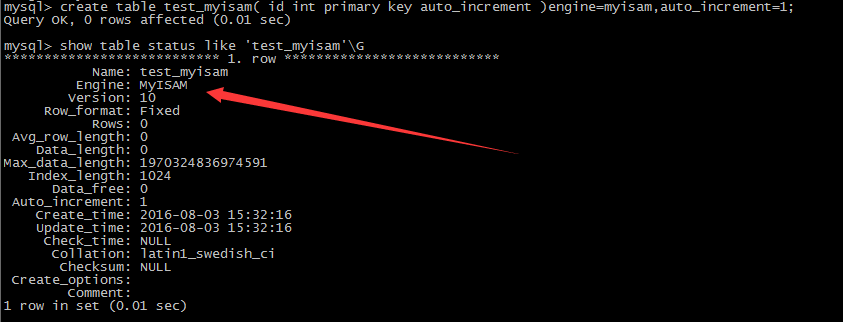 mysql> create table test_myisam( id int primary key auto_increment )engine=myisam,auto_increment=1;
Query OK, 0 rows affected (0.01 sec)
mysql> show table status like 'test_myisam'\G
*************************** 1. row ***************************
Name: test_myisam
Engine: MyISAM
Version: 10
Row_format: Fixed
Rows: 0
Avg_row_length: 0
Data_length: 0
Max_data_length: 1970324836974591
Index_length: 1024
Data_free: 0
Auto_increment: 1
Create_time: 2016-08-03 15:32:16
Update_time: 2016-08-03 15:32:16
Check_time: NULL
Collation: latin1_swedish_ci
Checksum: NULL
Create_options:
Comment:
1 row in set (0.01 sec)